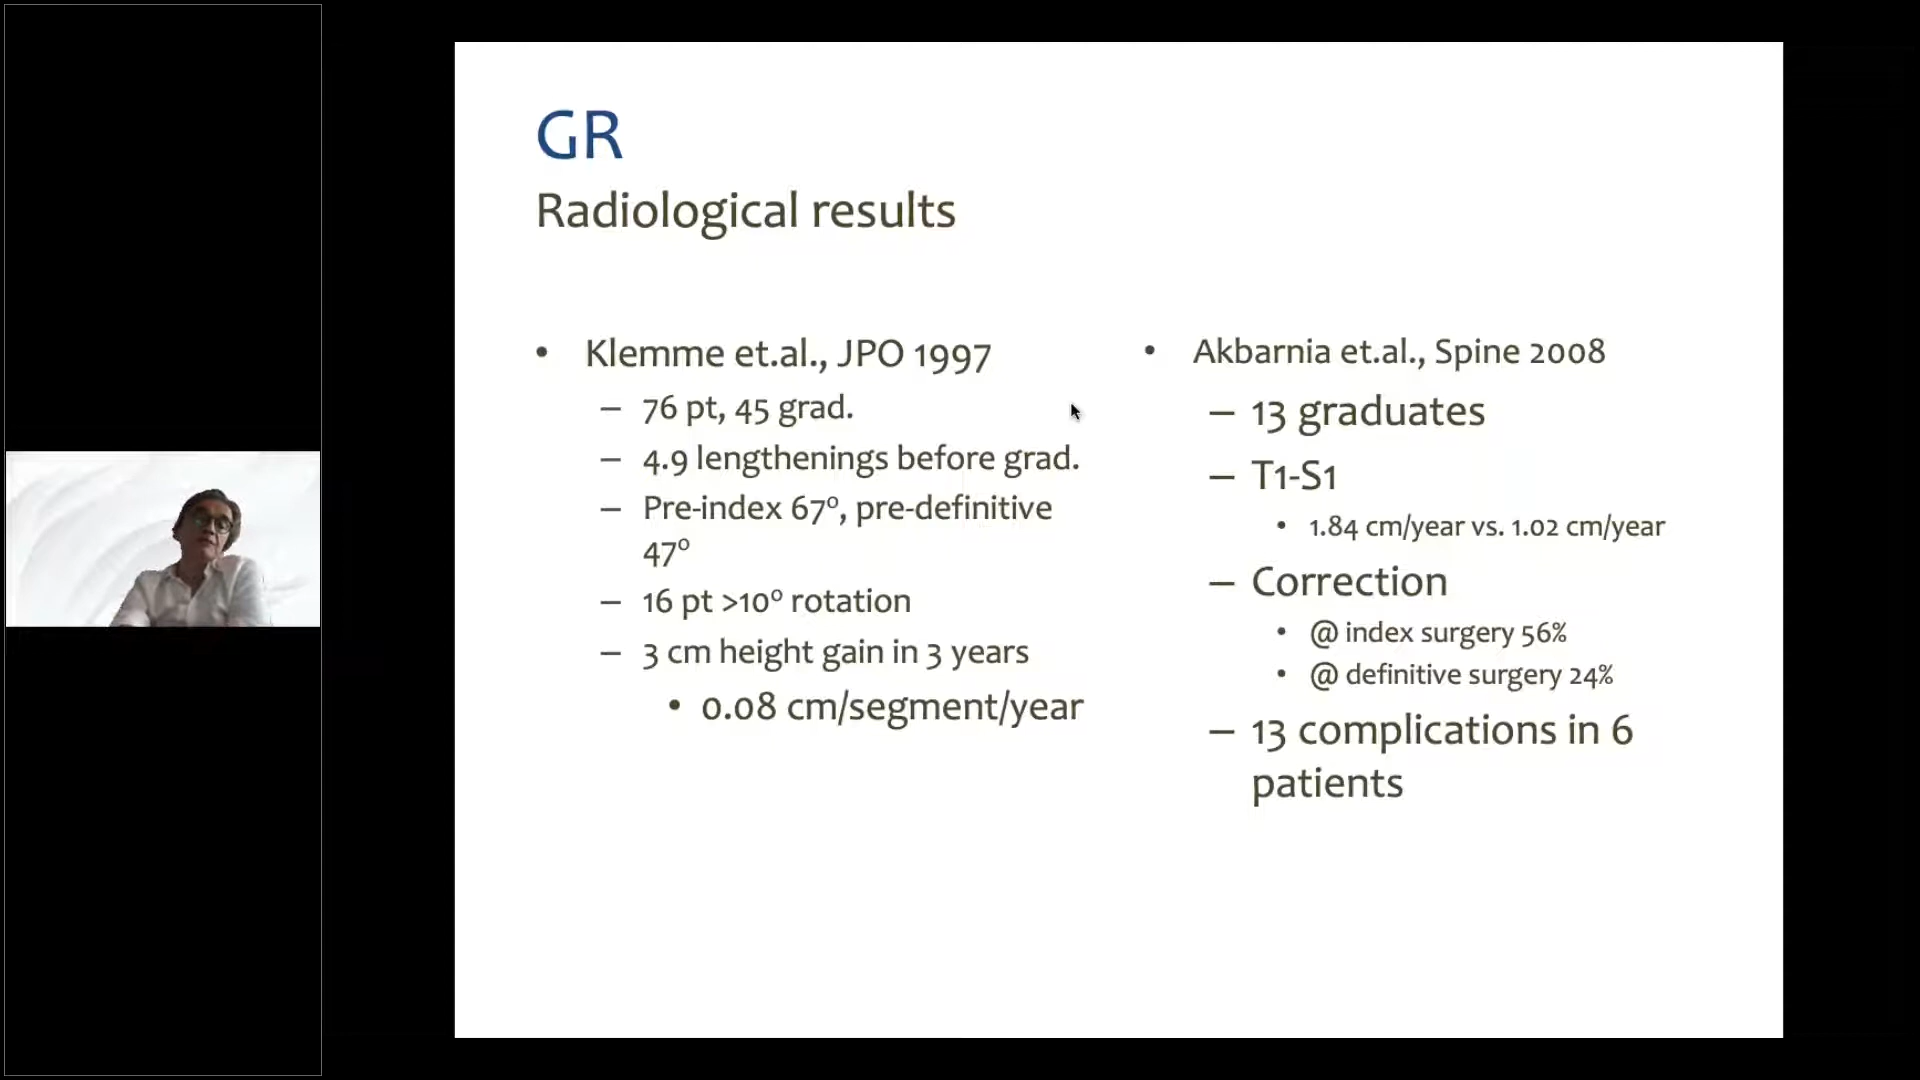 GR
Radiological results
• Klemme et.al., JPO 1997
– 76 pt, 45 grad.
– 4.9 lengthenings before grad.
– Pre-index 67º, pre-definitive
47º
– 16 pt >10º rotation
– 3 cm height gain in 3 years
• 0.08 cm/segment/year
• Akbarnia et.al., Spine 2008
– 13 graduates
– T1-S1
• 1.84 cm/year vs. 1.02 cm/year
– Correction
• @ index surgery 56%
• @ definitive surgery 24%
– 13 complications in 6
patients